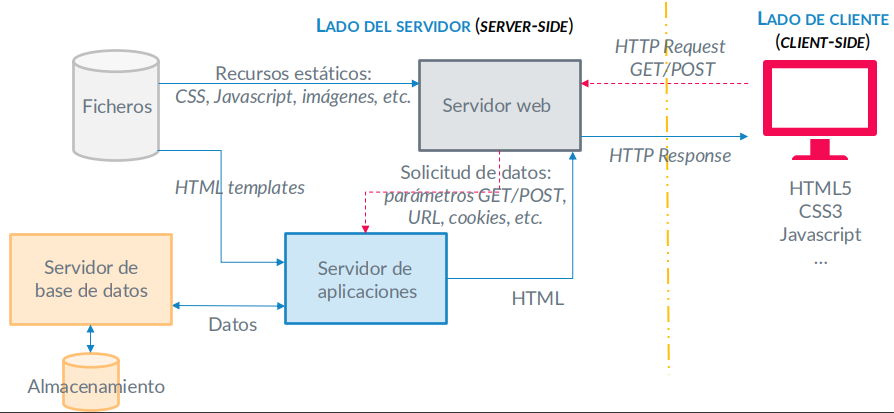 LADO DEL SERVIDOR (SERVER-SIDE)
LADO DE CLIENTE
(CLIENT-SIDE)
HTTP Request
GET/POST
Recursos estáticos:
CSS, Javascript, imágenes, etc.
Ficheros
Servidor web
HTTP Response
Solicitud de datos:
parámetros GET/POST,
URL, cookies, etc.
HTML templates
HTML5
CSS3
Javascript
...
Servidor de
base de datos
Servidor de
aplicaciones
HTML
Datos
Almacenamiento